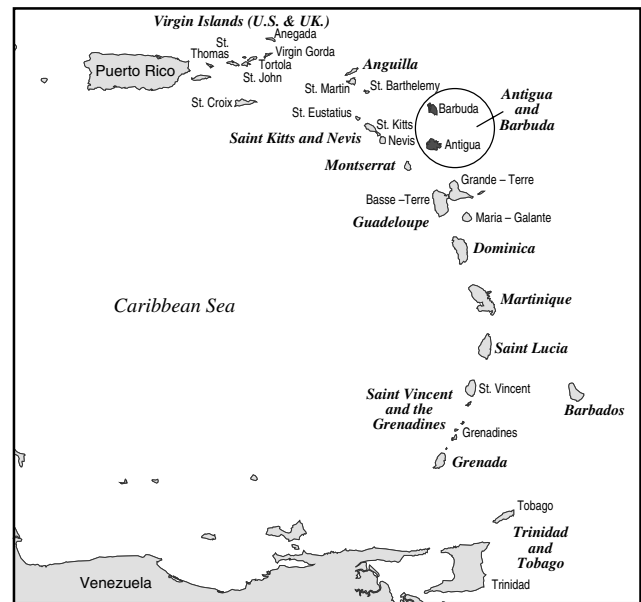 Virgin Islands (U.S. & UK.)
Anegada
St.
Thomas
Virgin Gorda
Tortola
St. John
Puerto Rico
Anguilla
St. Martin
St. Barthelemy
St. Croix
Barbuda
Antigua
and
Barbuda
St. Eustatius
St. Kitts
Saint Kitts and Nevis
Nevis
Antigua
Montserrat
Grande – Terre
Basse–Terre
Guadeloupe
Maria – Galante
Dominica
Caribbean Sea
Martinique
Saint Lucia
Saint Vincent
and the
Grenadines
St. Vincent
Barbados
Grenadines
Grenada
Tobago
Trinidad
and
Tobago
Venezuela
Trinidad